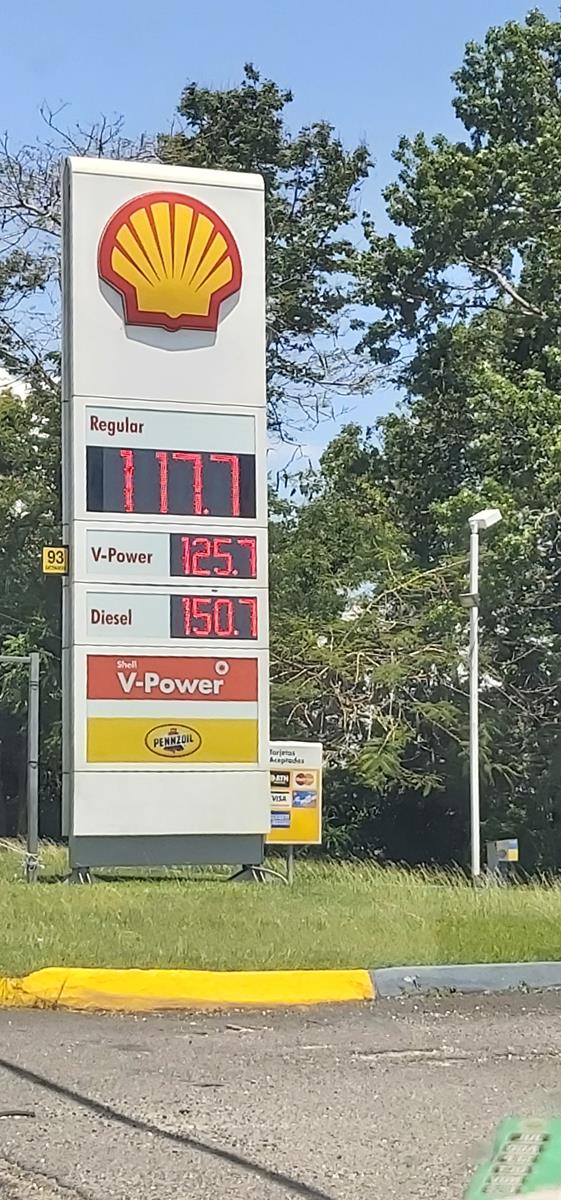 Regular
117.7
V-Power
125.7
93
Diesel
150.7
Shell
V-Power
PENNZOIL
Tarjetas
Aceptadas
ATH
VISA